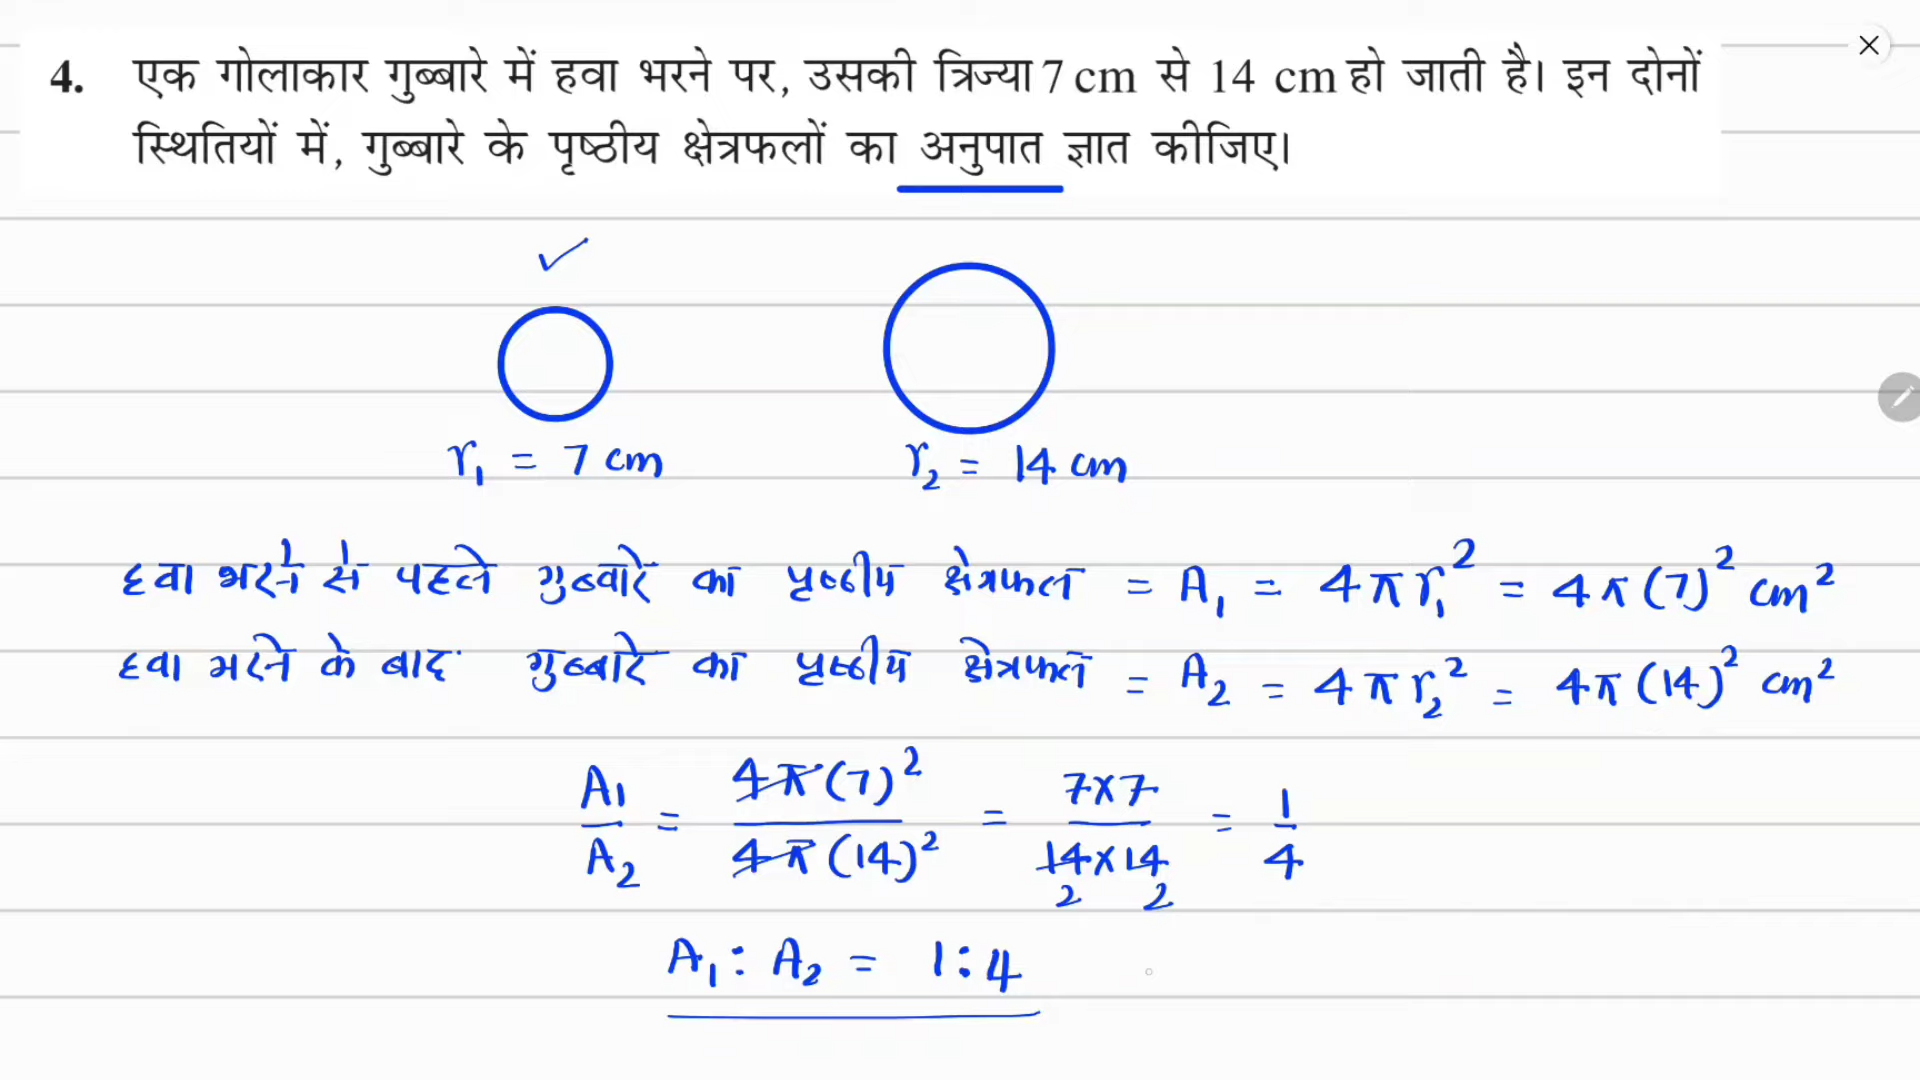 4. एक गोलाकार गुब्बारे में हवा भरने पर, उसकी त्रिज्या 7 cm से 14 cm हो जाती है। इन दोनों
स्थितियों में, गुब्बारे के पृष्ठीय क्षेत्रफलों का अनुपात ज्ञात कीजिए।
r₁ = 7 cm r₂ = 14 cm
हवा भरने से पहले गुब्बारे का पृष्ठीय क्षेत्रफल = A₁ = 4πr₁² = 4π(7)² cm²
हवा भरने के बाद गुब्बारे का पृष्ठीय क्षेत्रफल = A₂ = 4πr₂² = 4π(14)² cm²
A₁/A₂ = 4π(7)²/4π(14)² = 7×7/14×14 = 1/4
2 2
A₁ : A₂ = 1 : 4